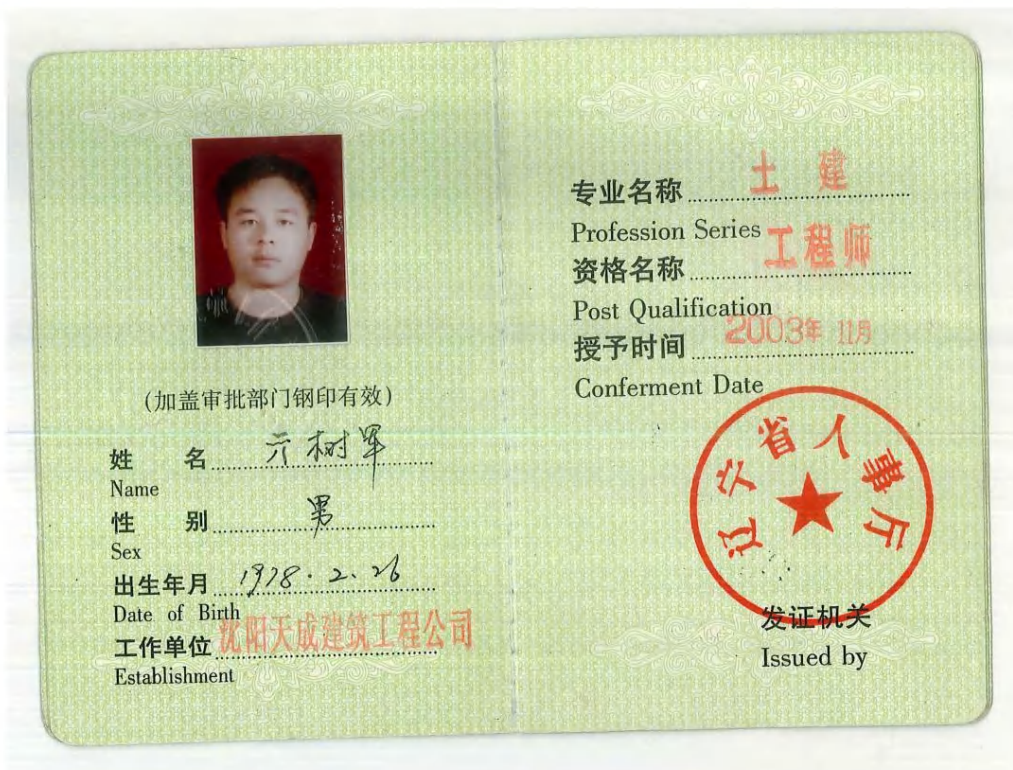 (加盖审批部门钢印有效)
姓 名 亓树军
Name
性 别 男
Sex
出生年月 1978.2.26
Date of Birth
工作单位 沈阳天成建筑工程公司
Establishment
专业名称 土建
Profession Series
资格名称 工程师
Post Qualification
授予时间 2003年 11月
Conferment Date
辽宁省人事厅
发证机关
Issued by